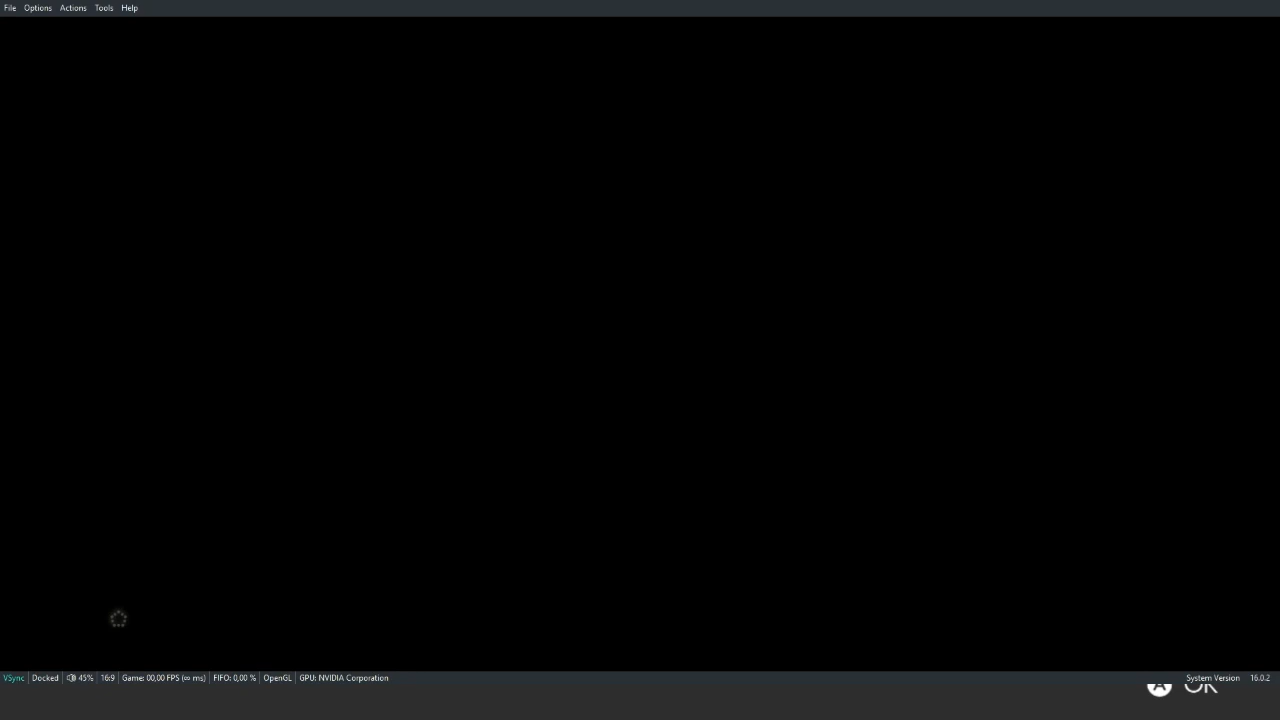 File Options Actions Tools Help
VSync Docked 45% 16:9 Game: 00,00 FPS (∞ ms) FIFO: 0,00 % OpenGL GPU: NVIDIA Corporation System Version 16.0.2
A OK